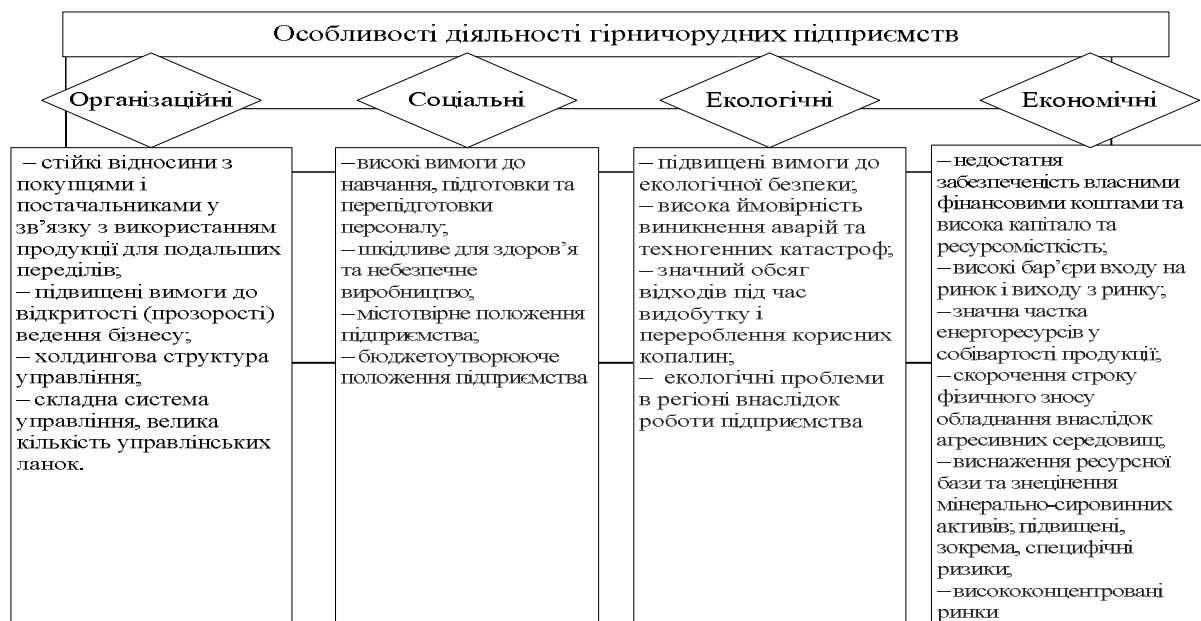 Особливості діяльності гірничорудних підприємств
Організаційні
Соціальні
Екологічні
Економічні
– стійкі відносини з
покупцями і
постачальниками у
зв’язку з використанням
продукції для подальших
переділів;
– підвищені вимоги до
відкритості (прозорості)
ведення бізнесу;
– холдингова структура
управління;
– складна система
управління, велика
кількість управлінських
ланок.
– високі вимоги до
навчання, підготовки та
перепідготовки
персоналу;
– шкідливе для здоров’я
та небезпечне
виробництво;
– містотвірне положення
підприємства;
– бюджетоутворююче
положення підприємства
– підвищені вимоги до
екологічної безпеки;
– висока ймовірність
виникнення аварій та
техногенних катастроф;
– значний обсяг
відходів під час
видобутку і
перероблення корисних
копалин;
– екологічні проблеми
в регіоні внаслідок
роботи підприємства
– недостатня
забезпеченість власними
фінансовими коштами та
висока капітало та
ресурсомісткість;
– високі бар’єри входу на
ринок і виходу з ринку;
– значна частка
енергоресурсів у
собівартості продукції;
– скорочення строку
фізичного зносу
обладнання внаслідок
агресивних середовищ;
– виснаження ресурсної
бази та знецінення
мінерально-сировинних
активів; підвищені,
зокрема, специфічні
ризики;
– висококонцентровані
ринки